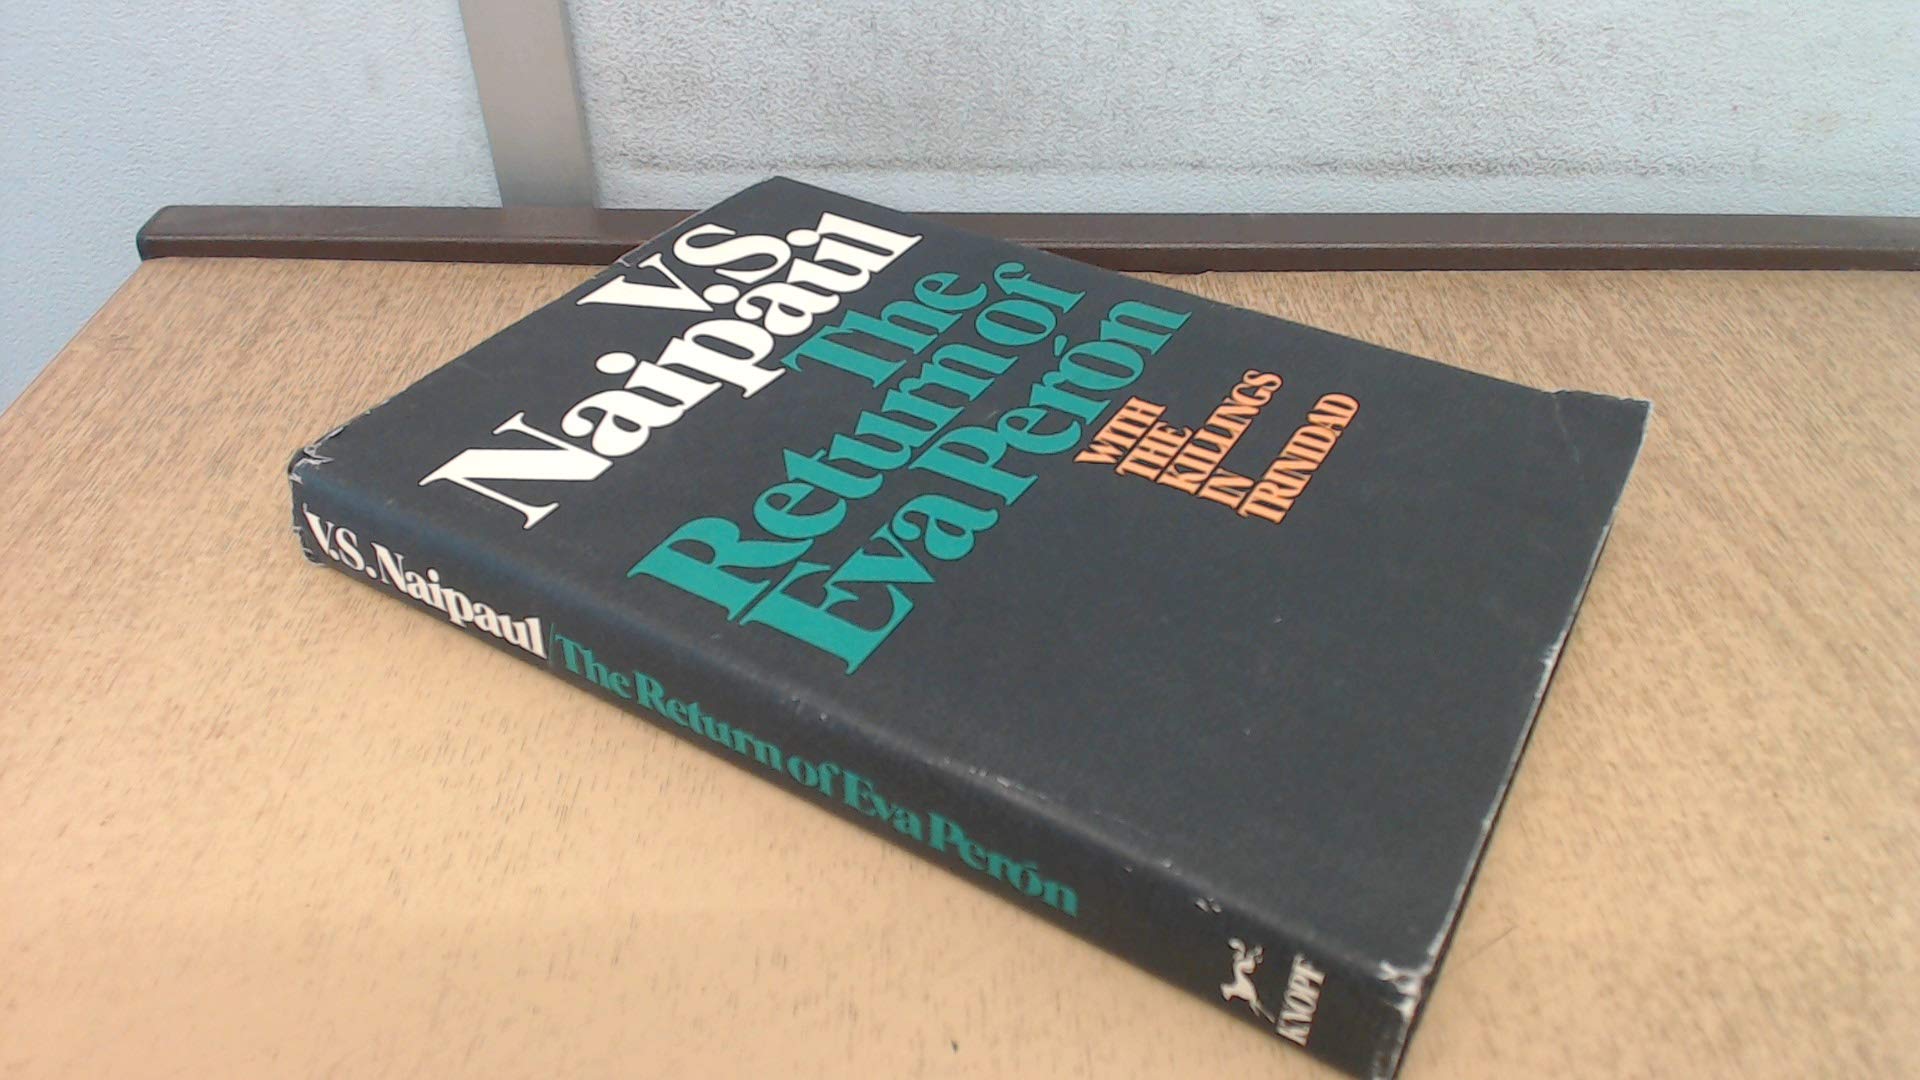 V.S.
Naipaul
The
Return of
Eva Perón
WITH
THE
KILLINGS
IN
TRINIDAD
V.S. Naipaul/The Return of Eva Perón
KNOPF